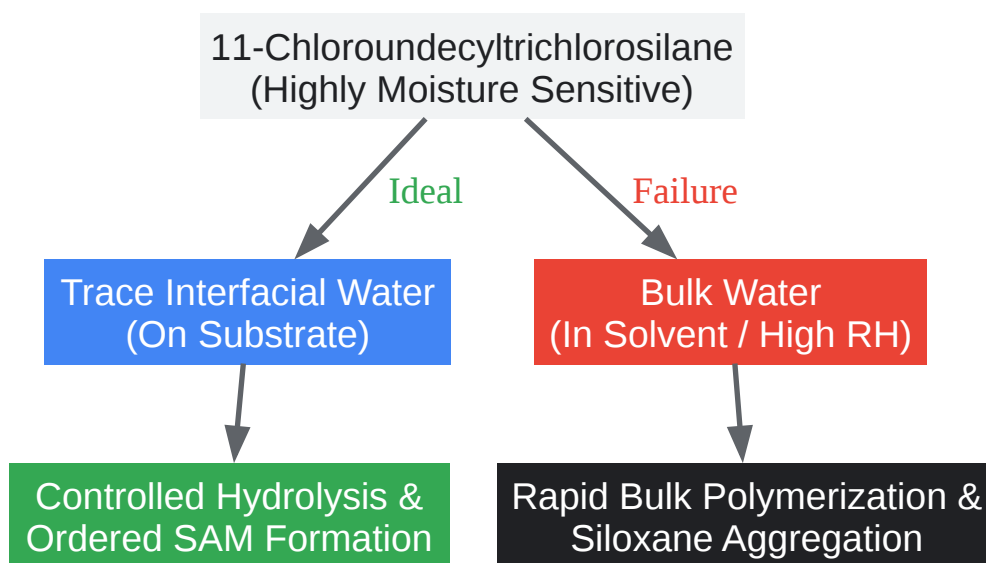 11-Chloroundecyltrichlorosilane
(Highly Moisture Sensitive)
Ideal
Failure
Trace Interfacial Water
(On Substrate)
Bulk Water
(In Solvent / High RH)
Controlled Hydrolysis &
Ordered SAM Formation
Rapid Bulk Polymerization &
Siloxane Aggregation